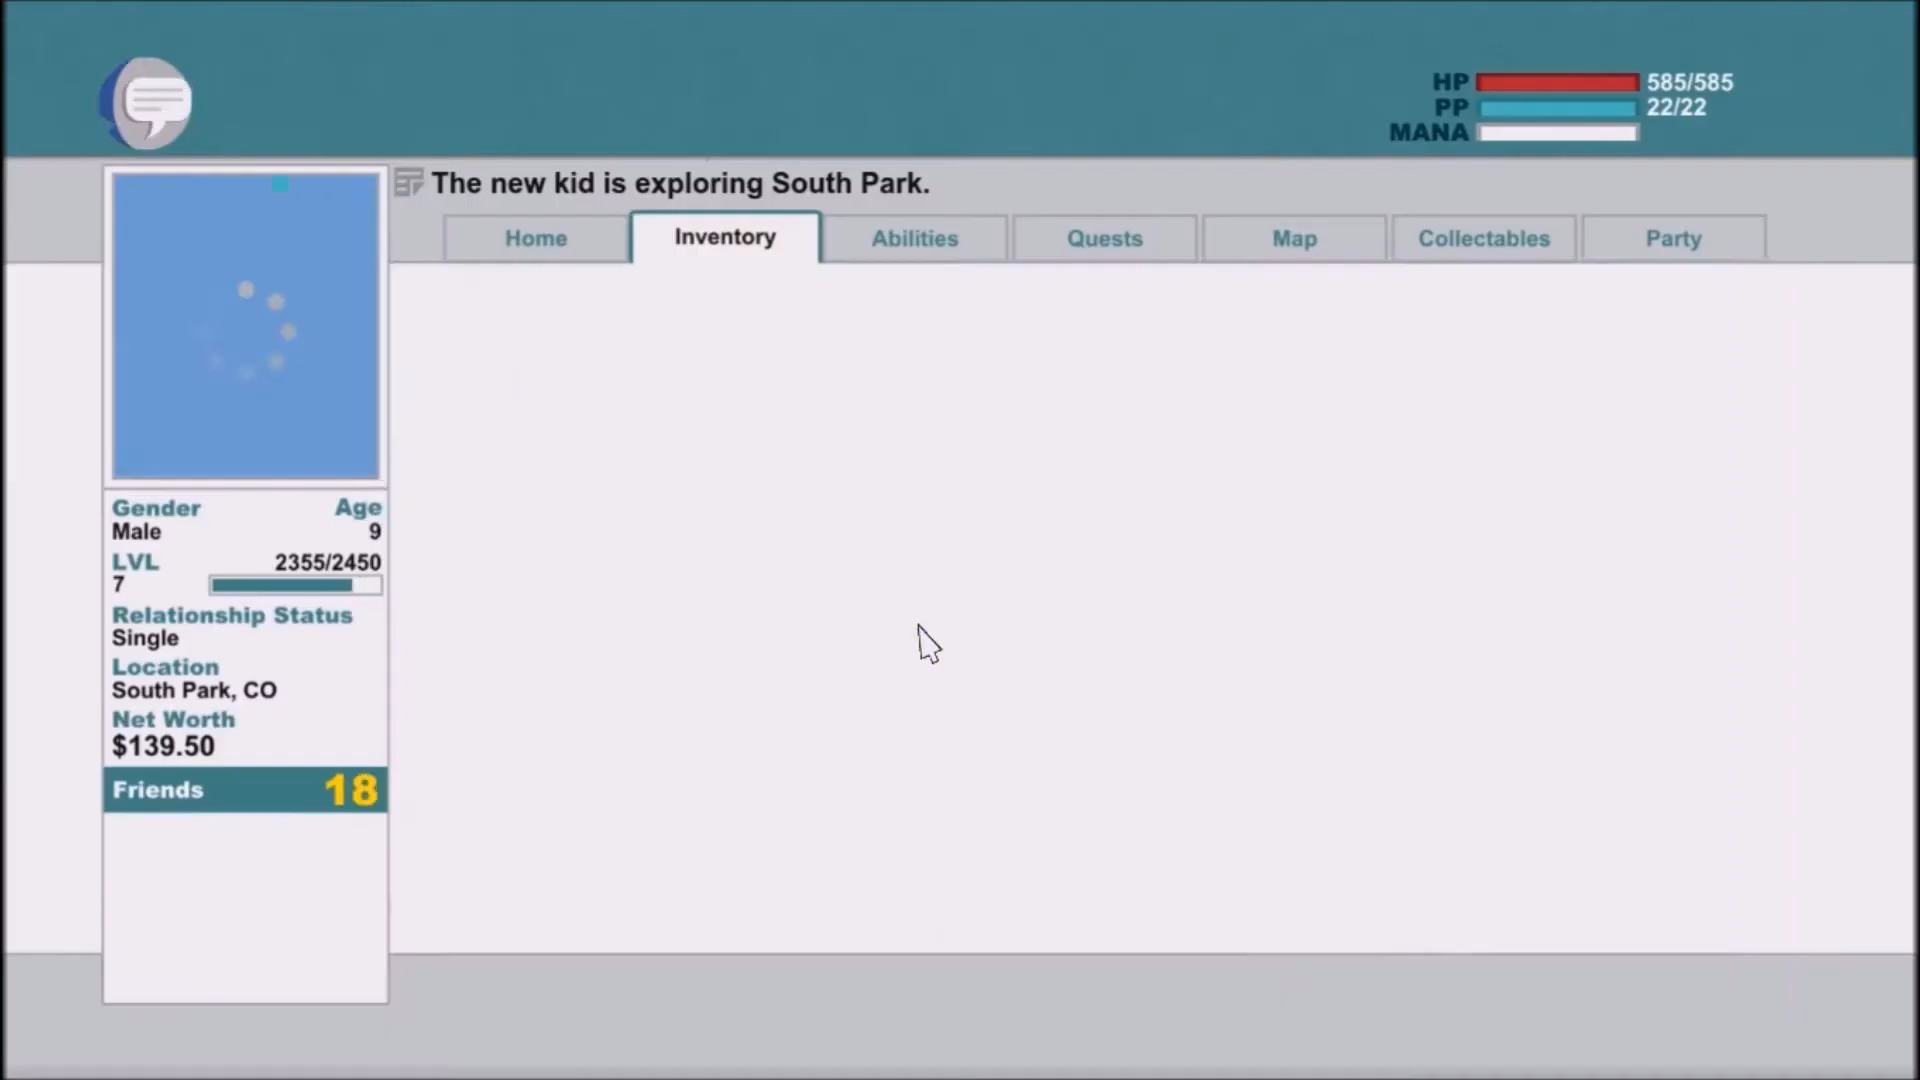 HP 585/585
PP 22/22
MANA
The new kid is exploring South Park.
Home Inventory Abilities Quests Map Collectables Party
Gender Age
Male 9
LVL 2355/2450
7
Relationship Status
Single
Location
South Park, CO
Net Worth
$139.50
Friends 18